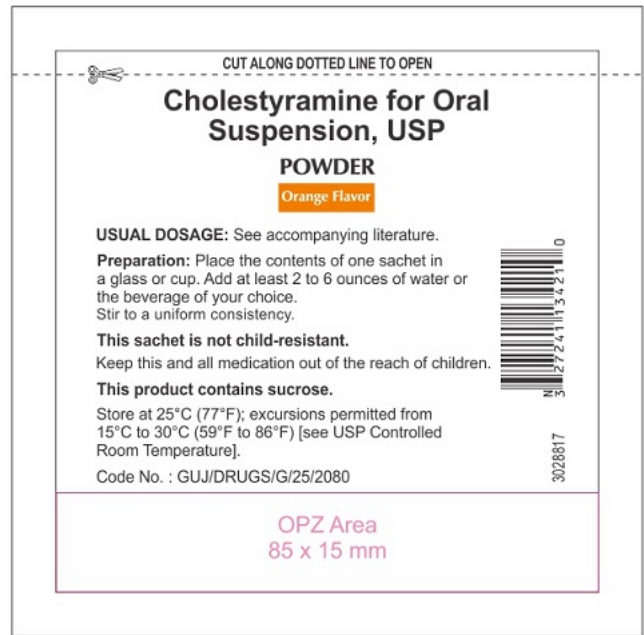 CUT ALONG DOTTED LINE TO OPEN
Cholestyramine for Oral
Suspension, USP
POWDER
Orange Flavor
USUAL DOSAGE: See accompanying literature.
Preparation: Place the contents of one sachet in
a glass or cup. Add at least 2 to 6 ounces of water or
the beverage of your choice.
Stir to a uniform consistency.
This sachet is not child-resistant.
Keep this and all medication out of the reach of children.
This product contains sucrose.
Store at 25°C (77°F); excursions permitted from
15°C to 30°C (59°F to 86°F) [see USP Controlled
Room Temperature].
Code No. : GUJ/DRUGS/G/25/2080
N
3 27241 13421 0
3028817
OPZ Area
85 x 15 mm